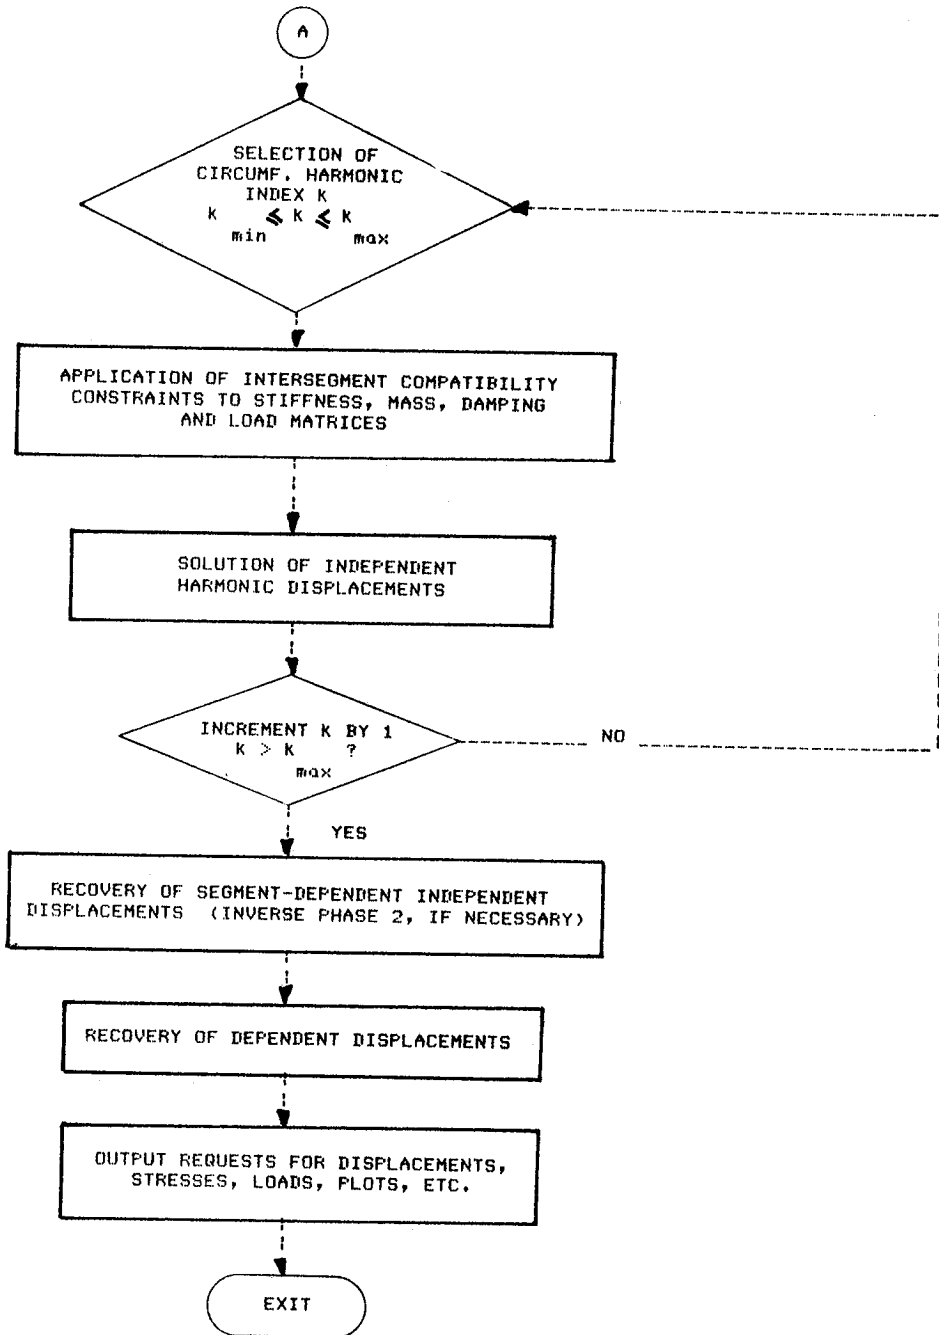 A
SELECTION OF
CIRCUMF. HARMONIC
INDEX K
k min ≤ K ≤ k max
APPLICATION OF INTERSEGMENT COMPATIBILITY
CONSTRAINTS TO STIFFNESS, MASS, DAMPING
AND LOAD MATRICES
SOLUTION OF INDEPENDENT
HARMONIC DISPLACEMENTS
INCREMENT K BY 1
K > K max ?
NO
YES
RECOVERY OF SEGMENT-DEPENDENT INDEPENDENT
DISPLACEMENTS (INVERSE PHASE 2, IF NECESSARY)
RECOVERY OF DEPENDENT DISPLACEMENTS
OUTPUT REQUESTS FOR DISPLACEMENTS,
STRESSES, LOADS, PLOTS, ETC.
EXIT